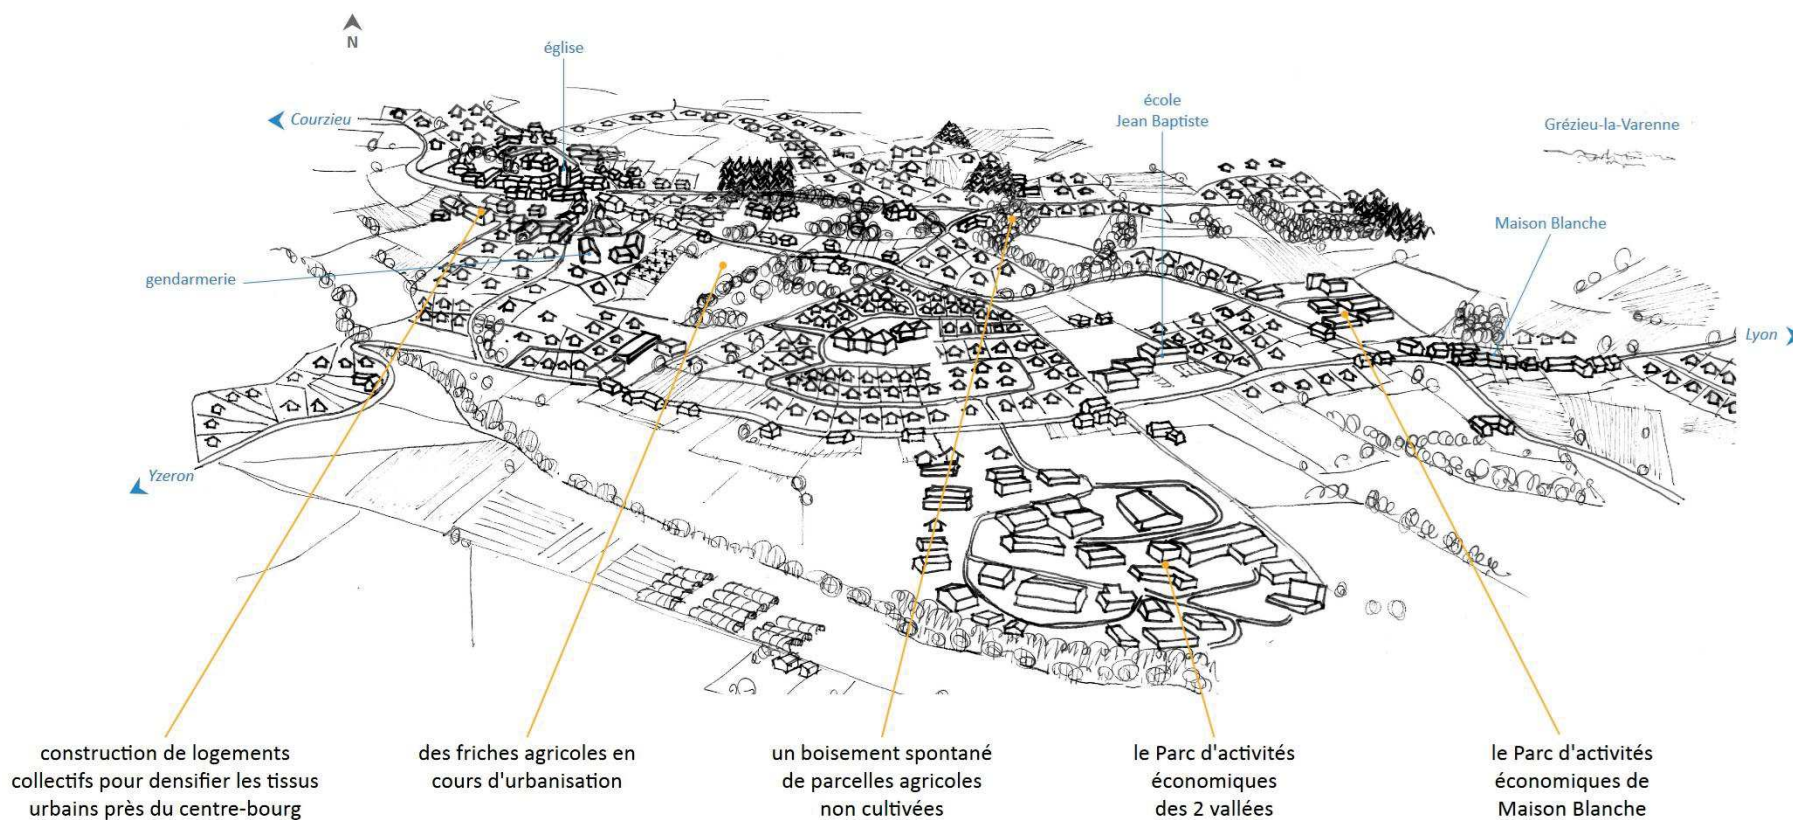 N
église
Courzieu
école
Jean Baptiste
Grézieu-la-Varenne
Maison Blanche
gendarmerie
Lyon
Yzeron
construction de logements
collectifs pour densifier les tissus
urbains près du centre-bourg
des friches agricoles en
cours d'urbanisation
un boisement spontané
de parcelles agricoles
non cultivées
le Parc d'activités
économiques
des 2 vallées
le Parc d'activités
économiques de
Maison Blanche